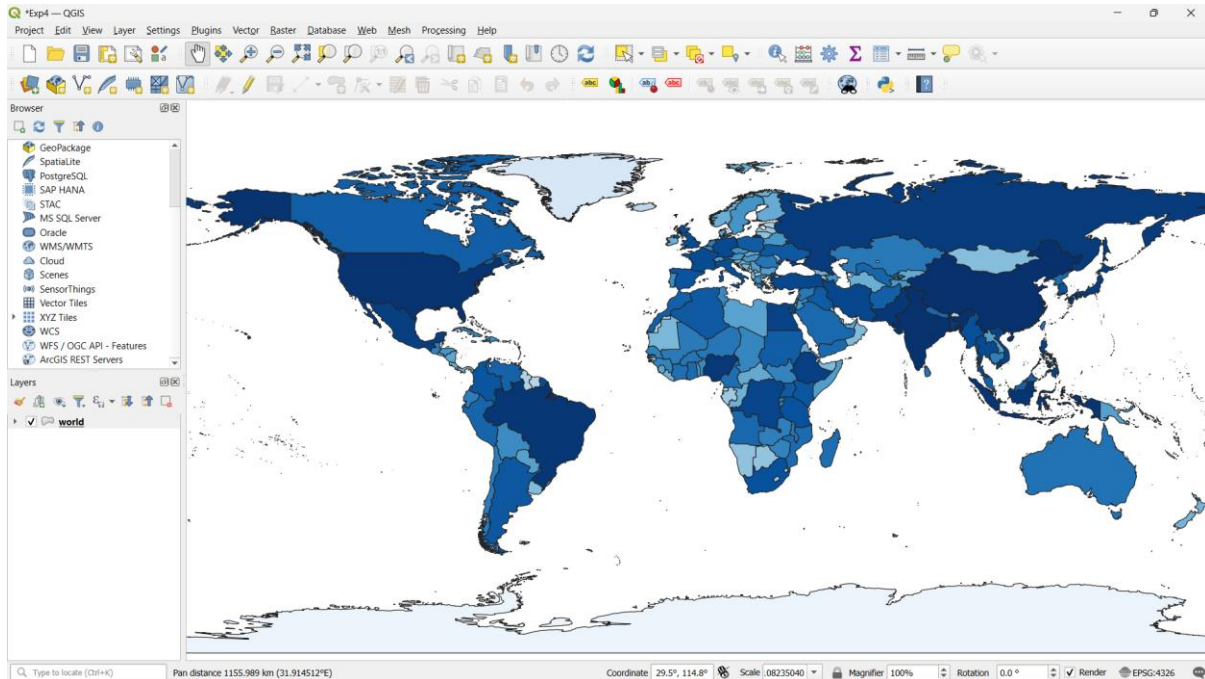 *Exp4 — QGIS
Project Edit View Layer Settings Plugins Vector Raster Database Web Mesh Processing Help
Browser
GeoPackage
SpatiaLite
PostgreSQL
SAP HANA
STAC
MS SQL Server
Oracle
WMS/WMTS
Cloud
Scenes
SensorThings
Vector Tiles
XYZ Tiles
WCS
WFS / OGC API - Features
ArcGIS REST Servers
Layers
world
Type to locate (Ctrl+K) Pan distance 1155.989 km (31.914512°E) Coordinate 29.5°, 114.8° Scale .08235040 Magnifier 100% Rotation 0.0 ° Render EPSG:4326